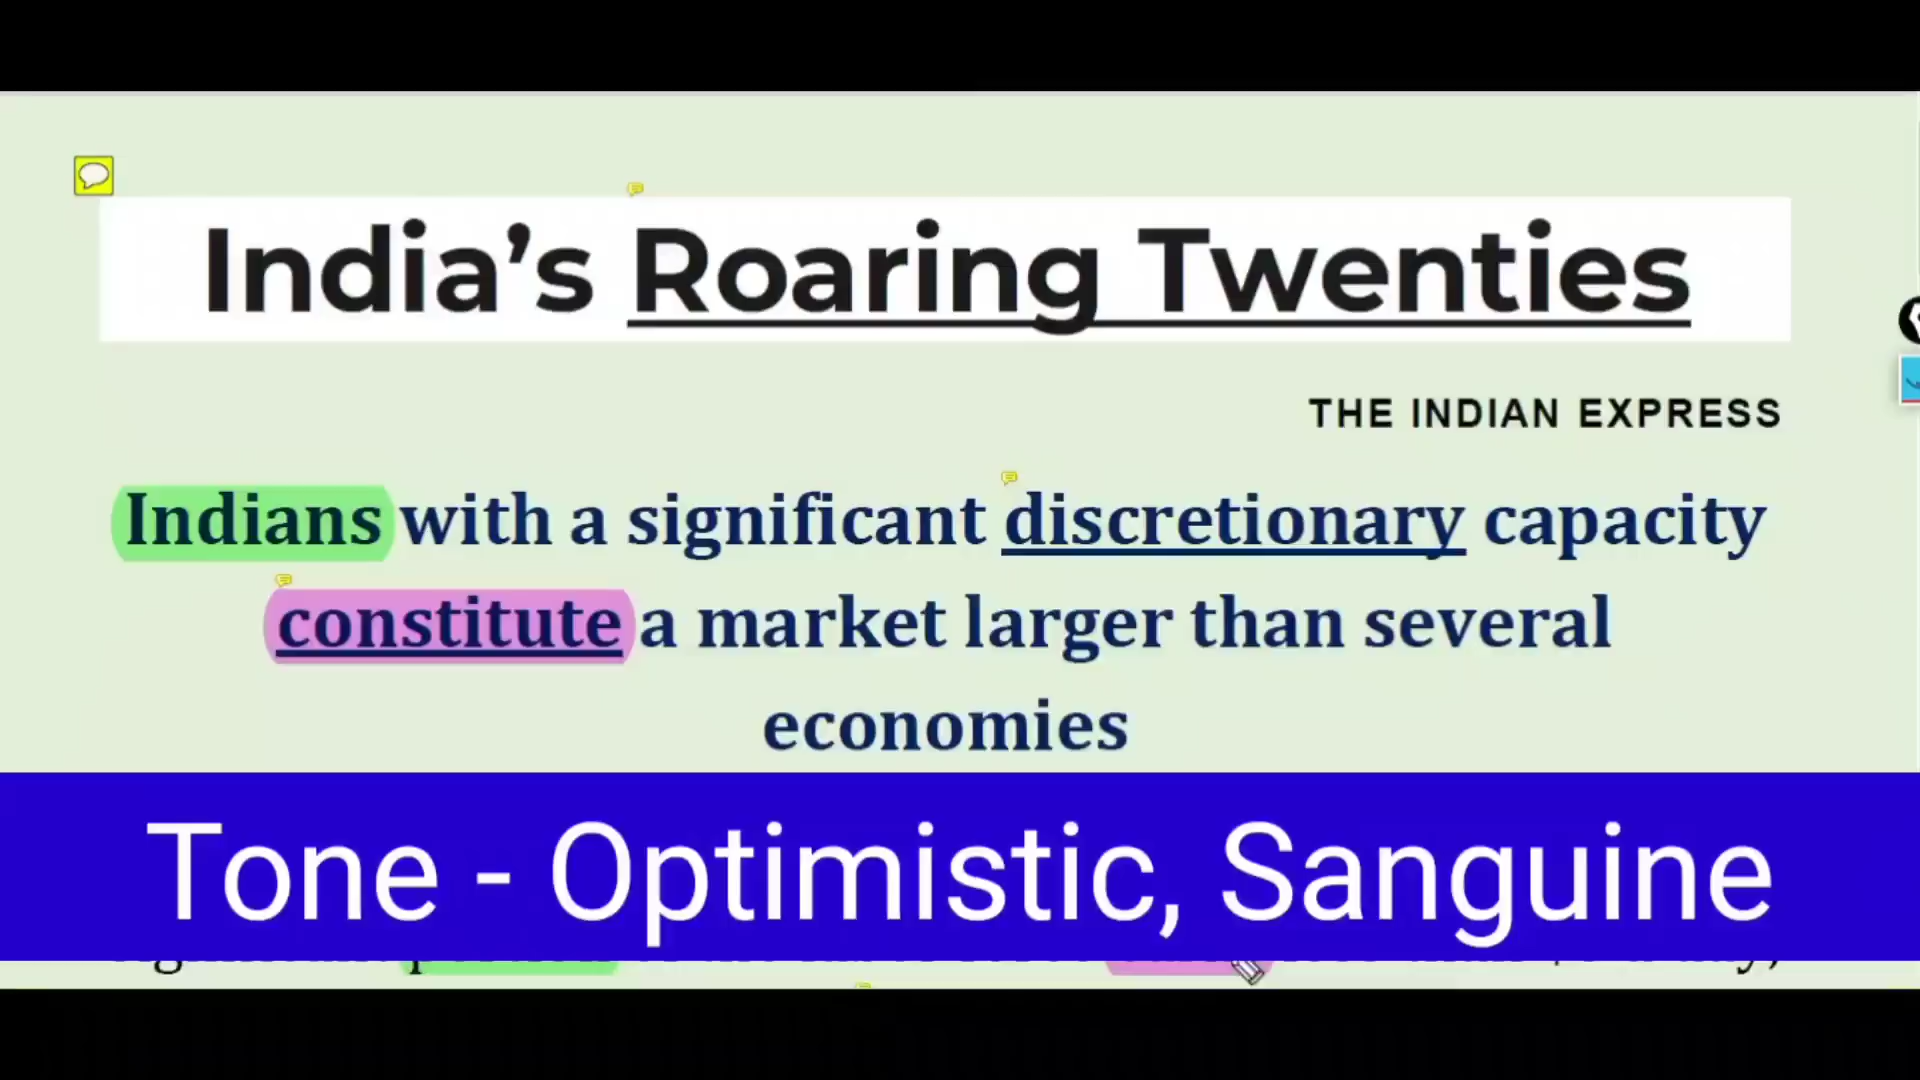 India’s Roaring Twenties
THE INDIAN EXPRESS
Indians with a significant discretionary capacity
constitute a market larger than several
economies
Tone - Optimistic, Sanguine